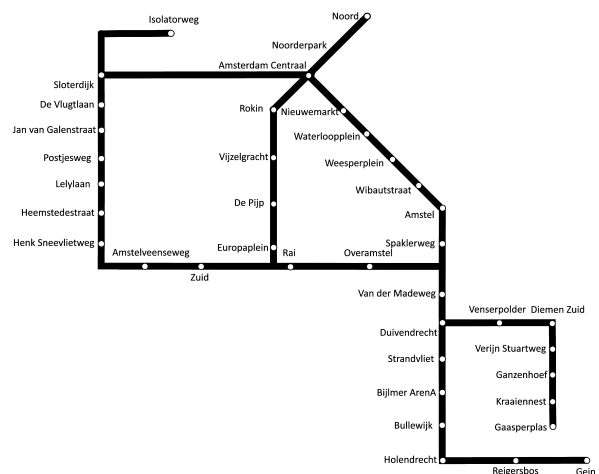 Isolatorweg
Noord
Noorderpark
Amsterdam Centraal
Sloterdijk
De Vlugtlaan
Rokin
Nieuwemarkt
Jan van Galenstraat
Waterloopplein
Postjesweg
Vijzelgracht
Weesperplein
Lelylaan
Wibautstraat
De Pijp
Heemstedestraat
Amstel
Henk Sneevlietweg
Amstelveenseweg
Europaplein
Rai
Overamstel
Spaklerweg
Zuid
Van der Madeweg
Venserpolder
Diemen Zuid
Duivendrecht
Verijn Stuartweg
Strandvliet
Ganzenhoef
Bijlmer ArenA
Kraaiennest
Bullewijk
Gaasperplas
Holendrecht
Reigersbos
Gein